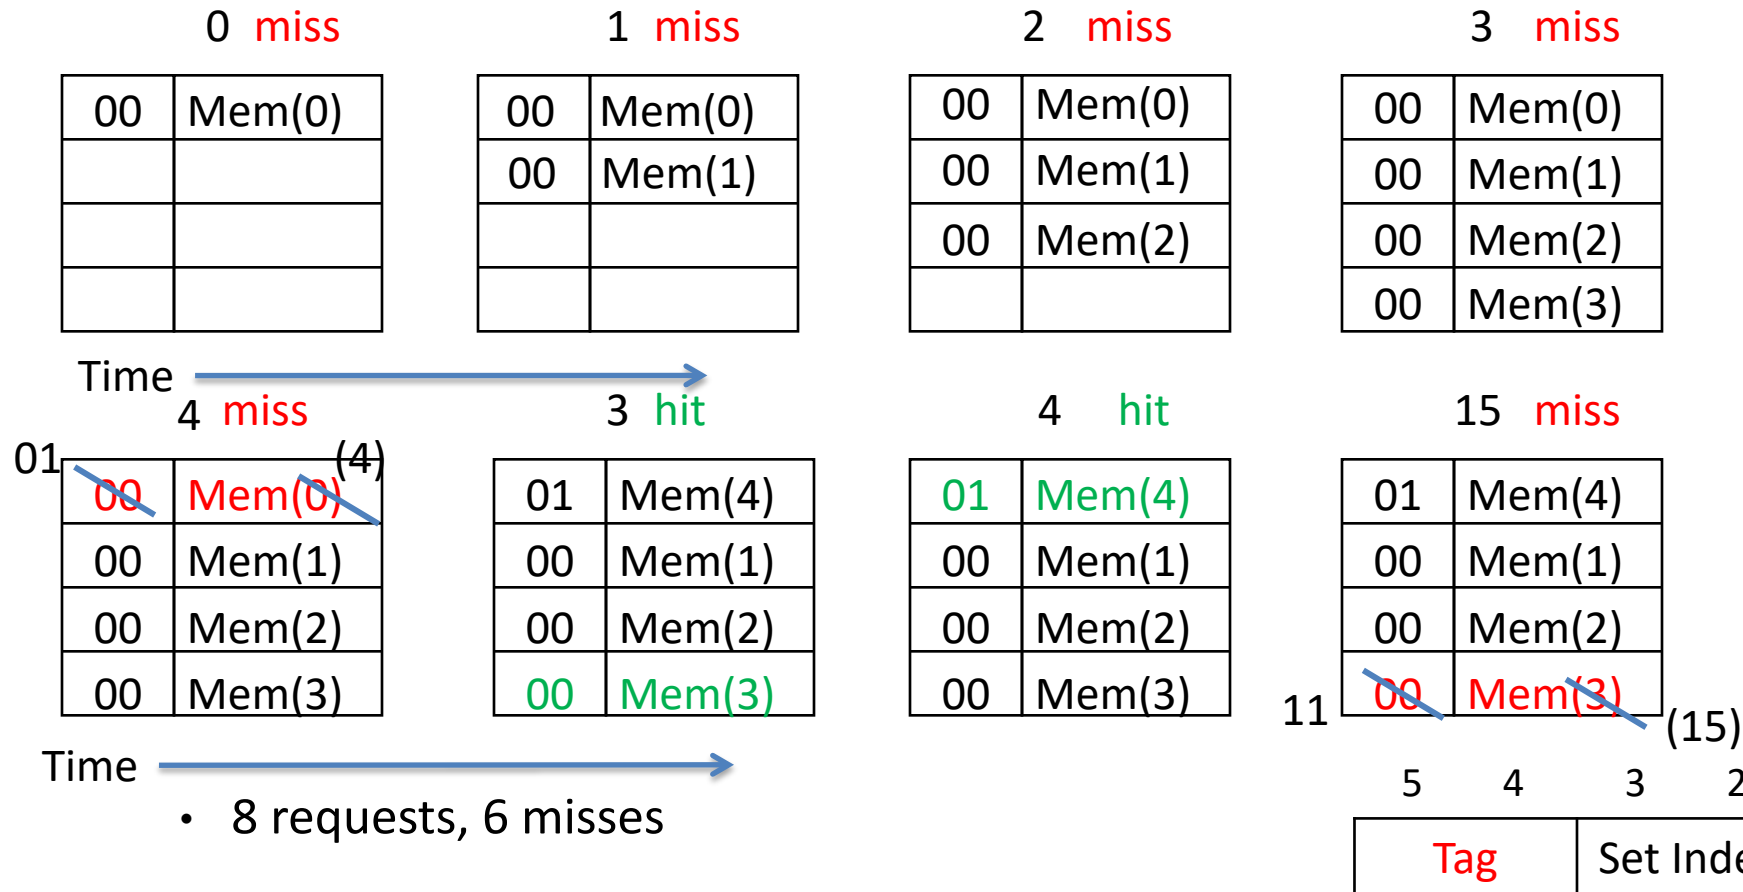 0 miss 1 miss 2 miss 3 miss
00 Mem(0) 00 Mem(0) 00 Mem(0) 00 Mem(0)
00 Mem(1) 00 Mem(1) 00 Mem(1)
00 Mem(2) 00 Mem(2)
00 Mem(3)
Time
4 miss 3 hit 4 hit 15 miss
01 (4)
00 Mem(0) 01 Mem(4) 01 Mem(4) 01 Mem(4)
00 Mem(1) 00 Mem(1) 00 Mem(1) 00 Mem(1)
00 Mem(2) 00 Mem(2) 00 Mem(2) 00 Mem(2)
00 Mem(3) 00 Mem(3) 00 Mem(3) 00 Mem(3)
11 (15)
Time
5 4 3 2
• 8 requests, 6 misses
Tag Set Inde